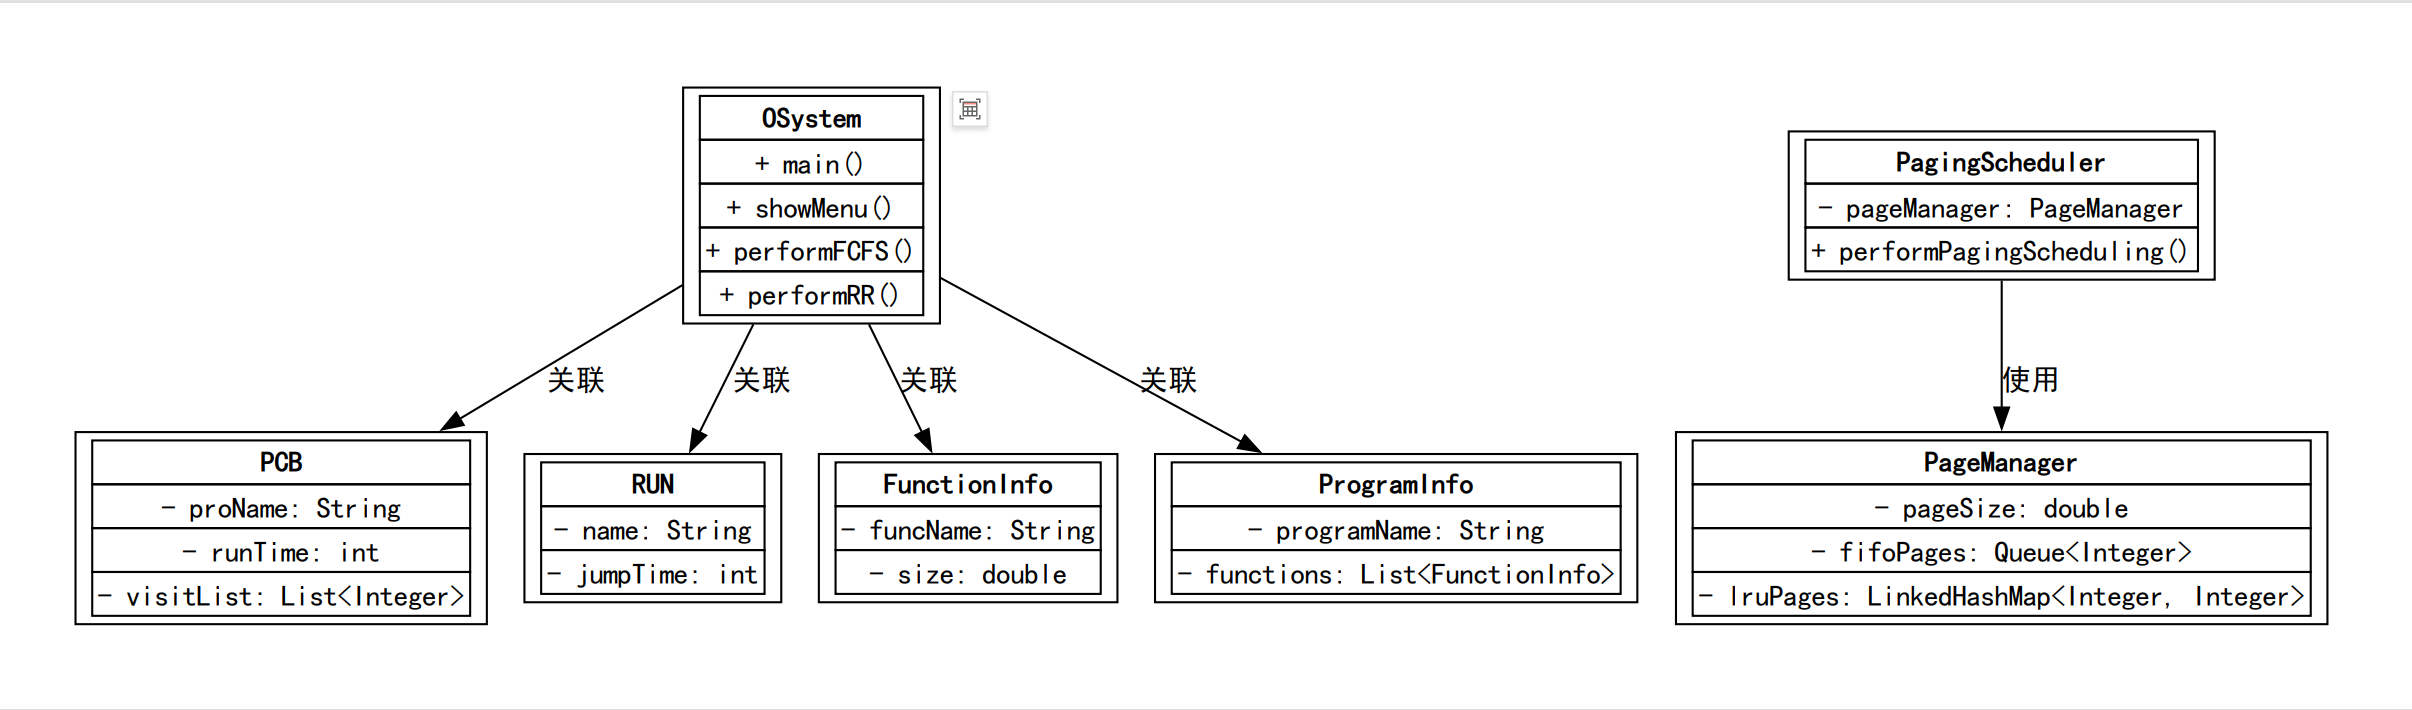 OSystem
+ main()
+ showMenu()
+ performFCFS()
+ performRR()
PagingScheduler
- pageManager: PageManager
+ performPagingScheduling()
关联
关联
关联
关联
使用
PCB
- proName: String
- runTime: int
- visitList: List<Integer>
RUN
- name: String
- jumpTime: int
FunctionInfo
- funcName: String
- size: double
ProgramInfo
- programName: String
- functions: List<FunctionInfo>
PageManager
- pageSize: double
- fifoPages: Queue<Integer>
- lruPages: LinkedHashMap<Integer, Integer>